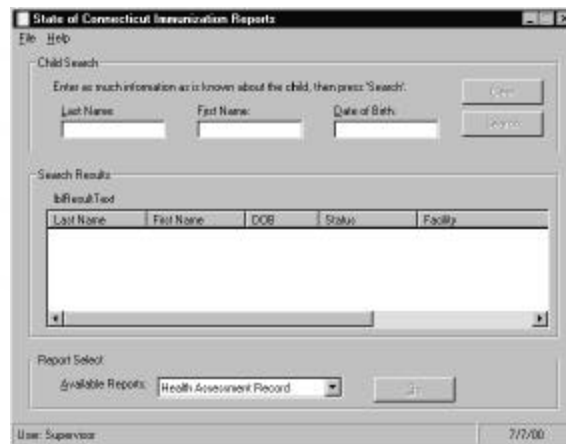 State of Connecticut Immunization Reports
File Help
Child Search
Enter as much information as is known about the child, then press 'Search'.
Last Name: First Name: Date of Birth:
Clear
Search
Search Results
lblResultText
Last Name First Name DOB Status Facility
Report Select
Available Reports: Health Assessment Record
User: Supervisor 7/7/00